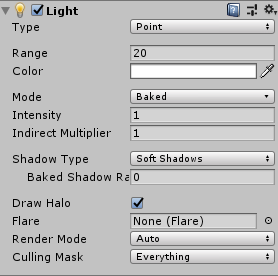 Light
Type Point
Range 20
Color
Mode Baked
Intensity 1
Indirect Multiplier 1
Shadow Type Soft Shadows
Baked Shadow Ra 0
Draw Halo
Flare None (Flare)
Render Mode Auto
Culling Mask Everything